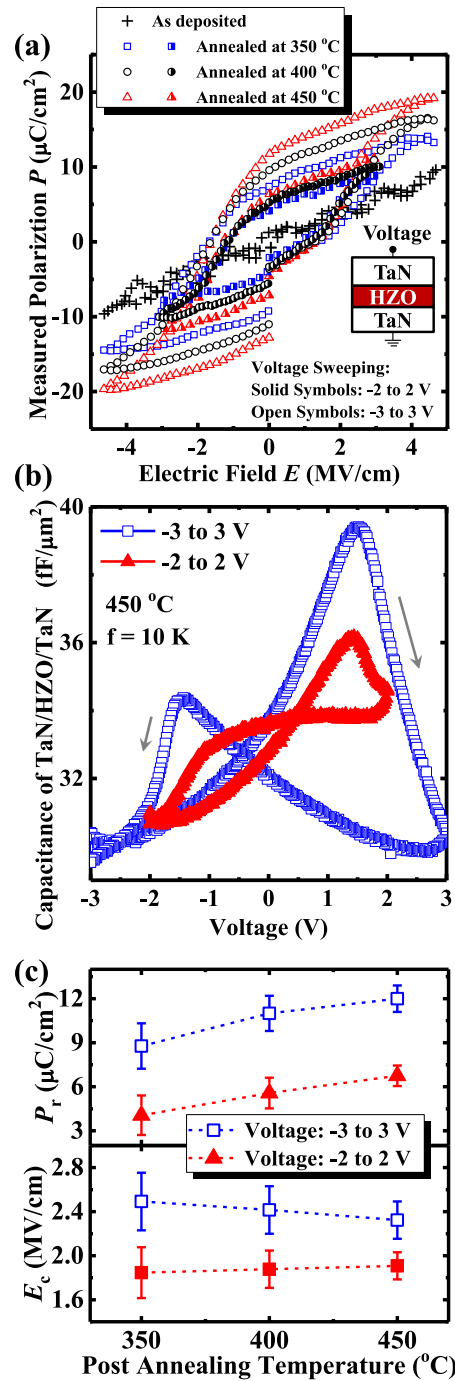 (a)
As deposited
Annealed at 350 °C
Annealed at 400 °C
Annealed at 450 °C
Measured Polariztion P (μC/cm²)
20
10
0
-10
-20
Voltage
TaN
HZO
TaN
Voltage Sweeping:
Solid Symbols: -2 to 2 V
Open Symbols: -3 to 3 V
-4
-2
0
2
4
Electric Field E (MV/cm)
(b)
Capacitance of TaN/HZO/TaN (fF/μm²)
40
36
32
-3 to 3 V
-2 to 2 V
450 °C
f = 10 K
-3
-2
-1
0
1
2
3
Voltage (V)
(c)
Pr (μC/cm²)
12
9
6
3
Voltage: -3 to 3 V
Voltage: -2 to 2 V
Ec (MV/cm)
2.8
2.4
2.0
1.6
350
400
450
Post Annealing Temperature (°C)